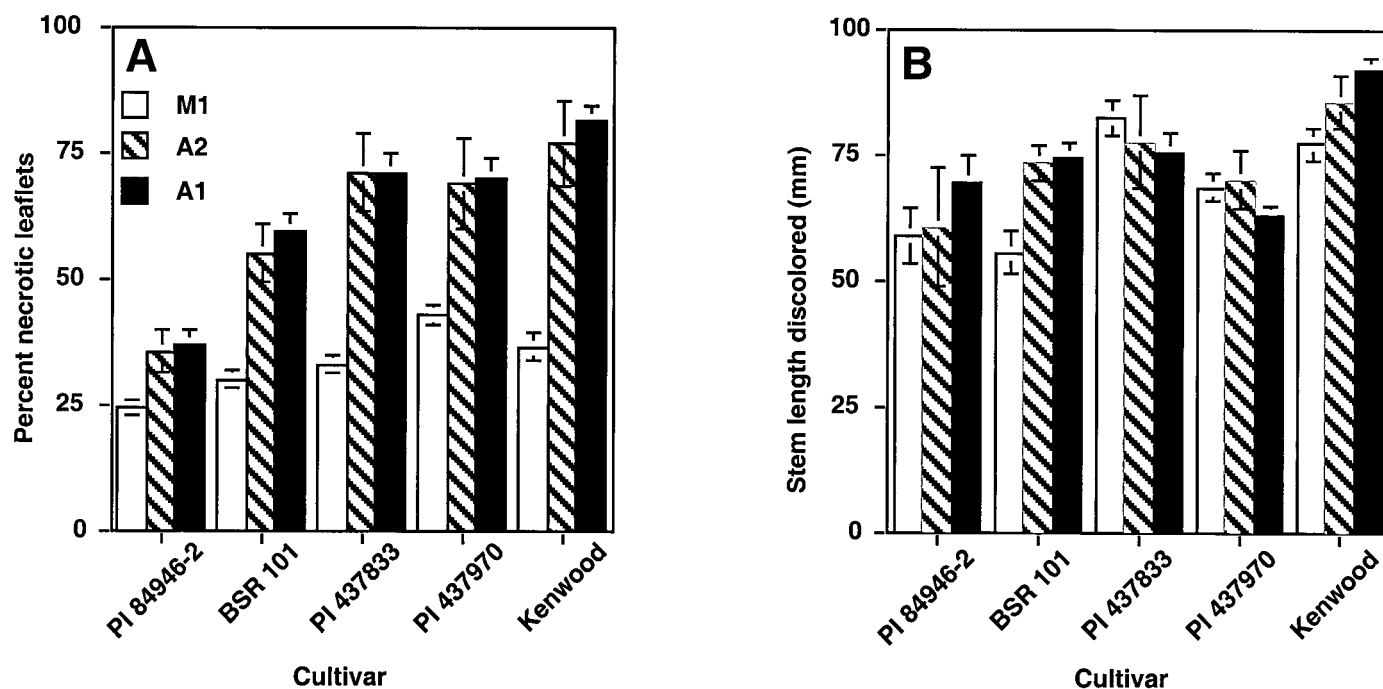 A
Percent necrotic leaflets
100
75
50
25
0
M1
A2
A1
PI 84946-2
BSR 101
PI 437833
PI 437970
Kenwood
Cultivar
B
Stem length discolored (mm)
100
75
50
25
0
PI 84946-2
BSR 101
PI 437833
PI 437970
Kenwood
Cultivar